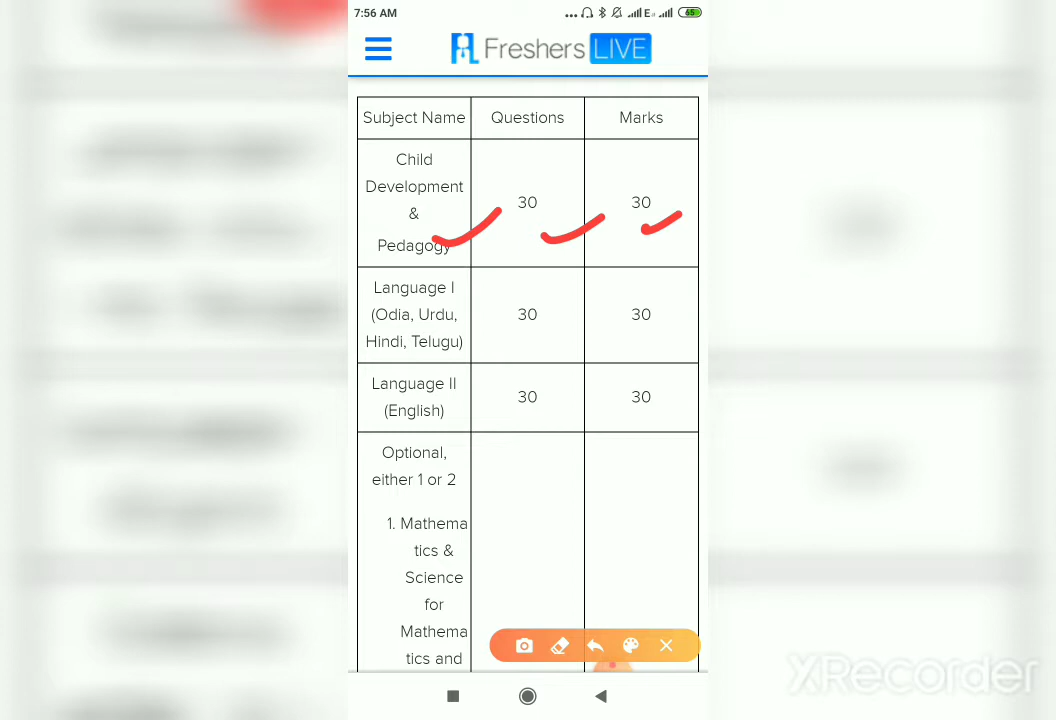 7:56 AM
E
65
Freshers LIVE
Subject Name Questions Marks
Child
Development
&
Pedagogy
30 30
Language I
(Odia, Urdu,
Hindi, Telugu)
30 30
Language II
(English)
30 30
Optional,
either 1 or 2
1. Mathema
tics &
Science
for
Mathema
tics and
XRecorder